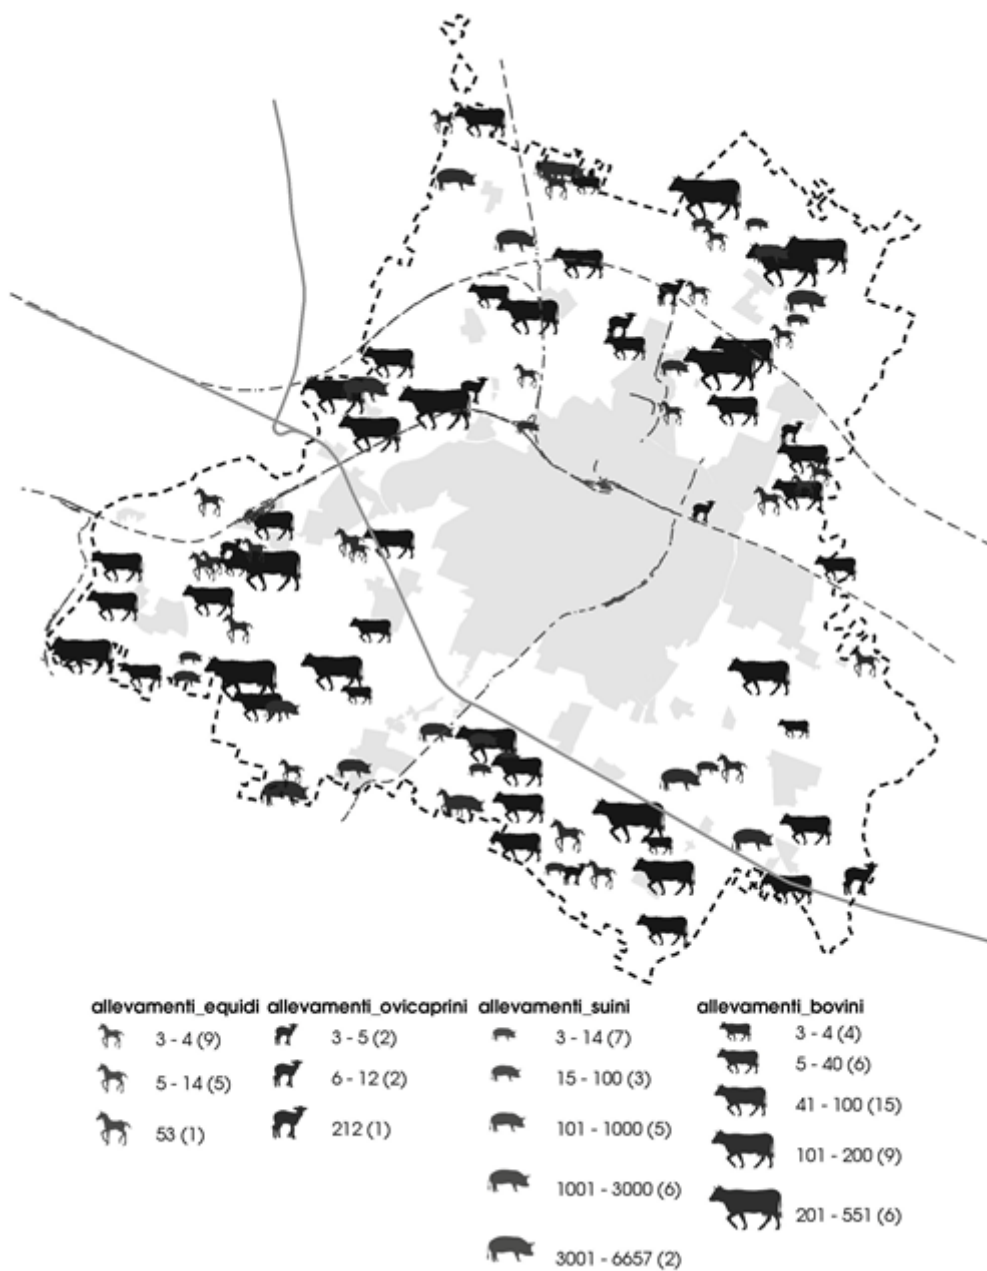 allevamenti_equidi
3 - 4 (9)
5 - 14 (5)
53 (1)
allevamenti_ovicaprini
3 - 5 (2)
6 - 12 (2)
212 (1)
allevamenti_suini
3 - 14 (7)
15 - 100 (3)
101 - 1000 (5)
1001 - 3000 (6)
3001 - 6657 (2)
allevamenti_bovini
3 - 4 (4)
5 - 40 (6)
41 - 100 (15)
101 - 200 (9)
201 - 551 (6)